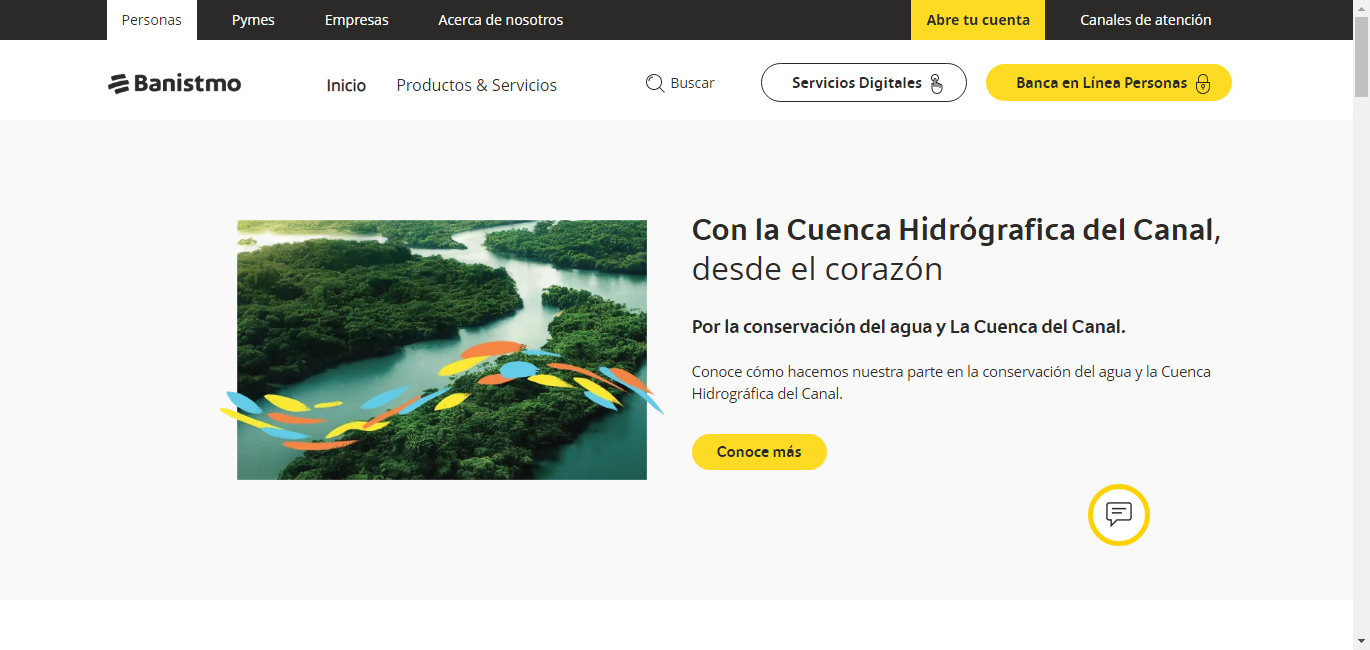 Personas Pymes Empresas Acerca de nosotros Abre tu cuenta Canales de atención
Banistmo Inicio Productos & Servicios Buscar Servicios Digitales Banca en Línea Personas
Con la Cuenca Hidrógrafica del Canal,
desde el corazón
Por la conservación del agua y La Cuenca del Canal.
Conoce cómo hacemos nuestra parte en la conservación del agua y la Cuenca
Hidrográfica del Canal.
Conoce más